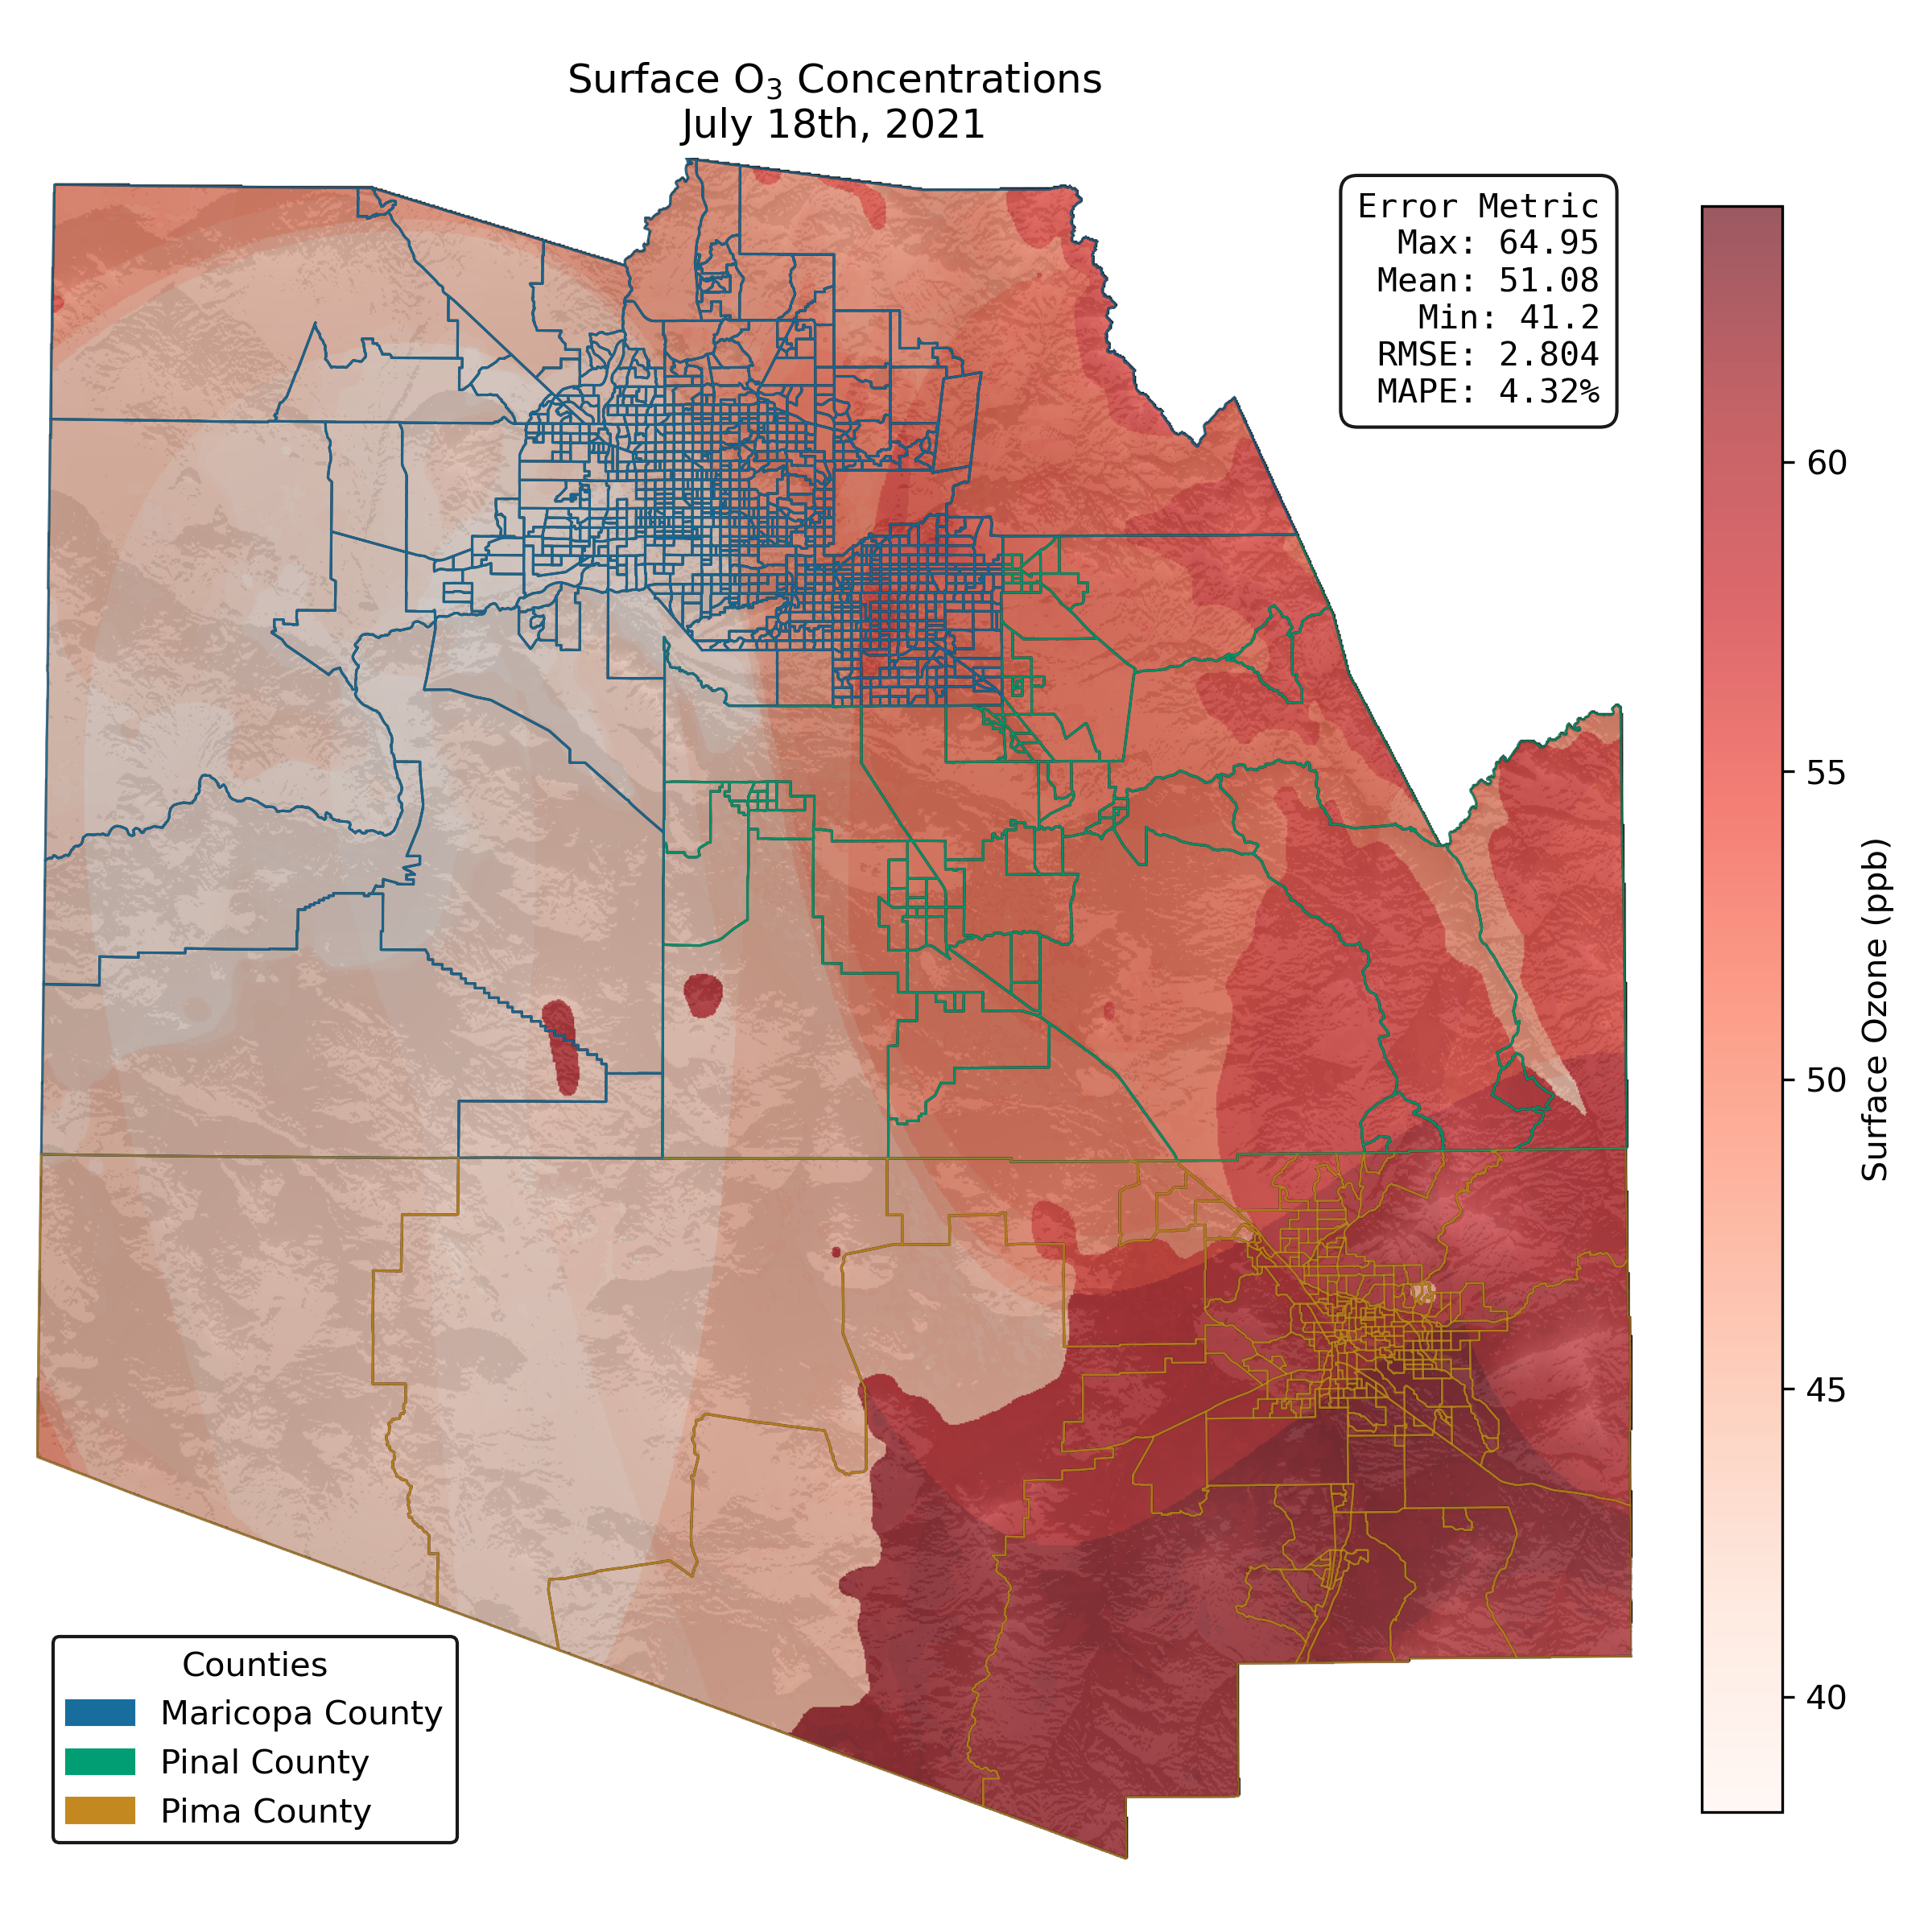 Surface O₃ Concentrations
July 18th, 2021
Error Metric
Max: 64.95
Mean: 51.08
Min: 41.2
RMSE: 2.804
MAPE: 4.32%
60
55
50
45
40
Surface Ozone (ppb)
Counties
Maricopa County
Pinal County
Pima County